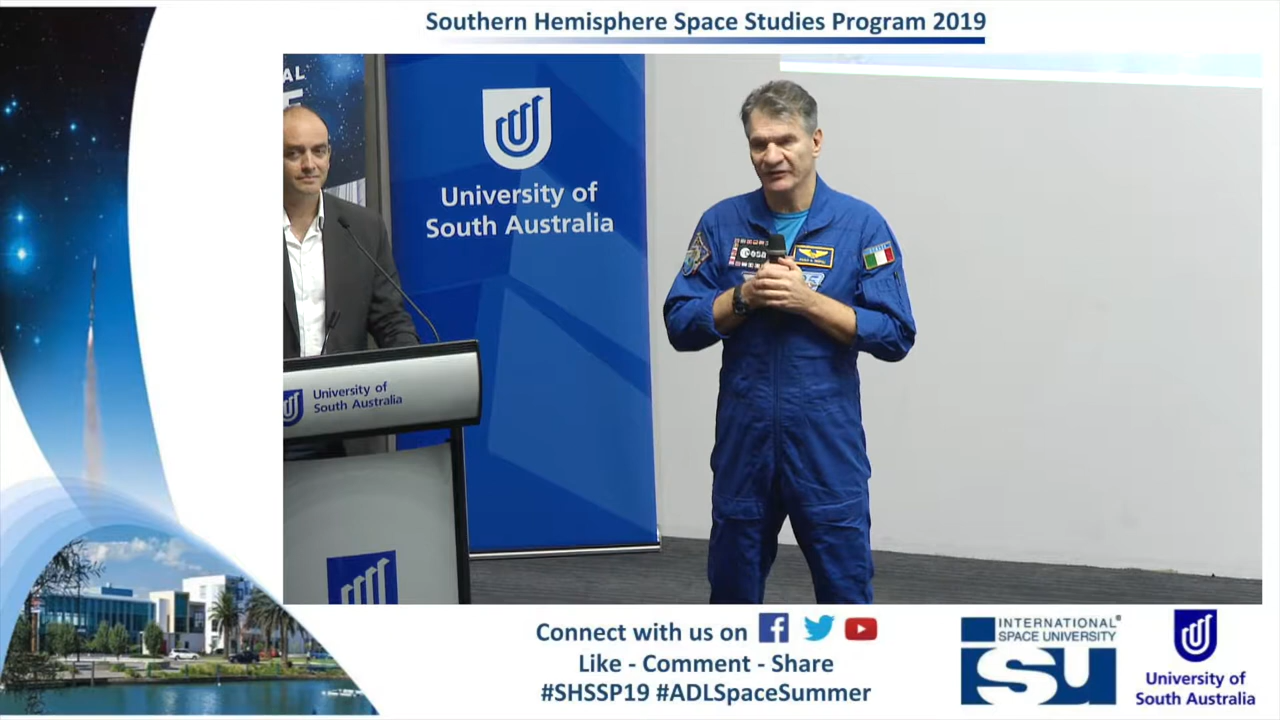 Southern Hemisphere Space Studies Program 2019
AL
University of
South Australia
esa
University of
South Australia
Connect with us on
Like - Comment - Share
#SHSSP19 #ADLSpaceSummer
INTERNATIONAL
SPACE UNIVERSITY
ISU
University of
South Australia